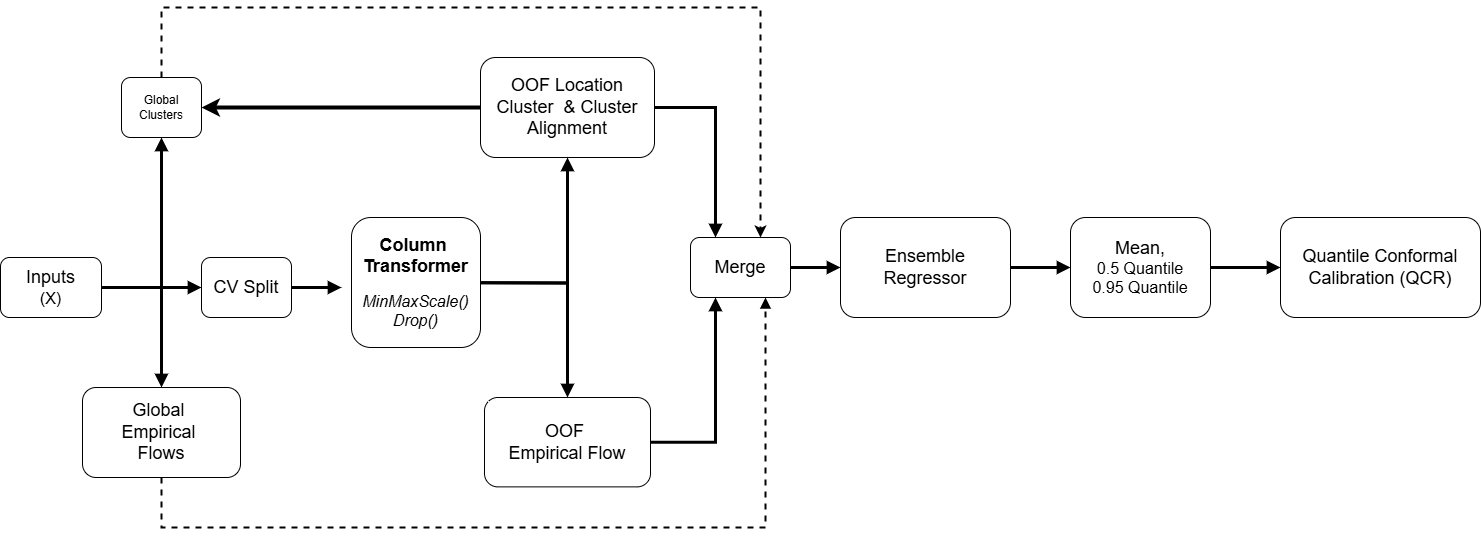 Global
Clusters
OOF Location
Cluster & Cluster
Alignment
Inputs
(X)
CV Split
Column
Transformer
MinMaxScale()
Drop()
Merge
Ensemble
Regressor
Mean,
0.5 Quantile
0.95 Quantile
Quantile Conformal
Calibration (QCR)
Global
Empirical
Flows
OOF
Empirical Flow